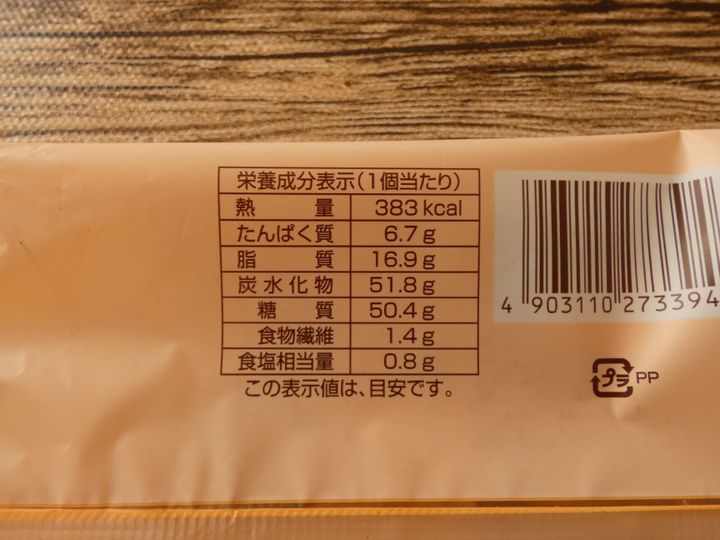 栄養成分表示(1個当たり)
熱量 383kcal
たんぱく質 6.7g
脂質 16.9g
炭水化物 51.8g
糖質 50.4g
食物繊維 1.4g
食塩相当量 0.8g
この表示値は、目安です。
4 903110 273394
プラ PP